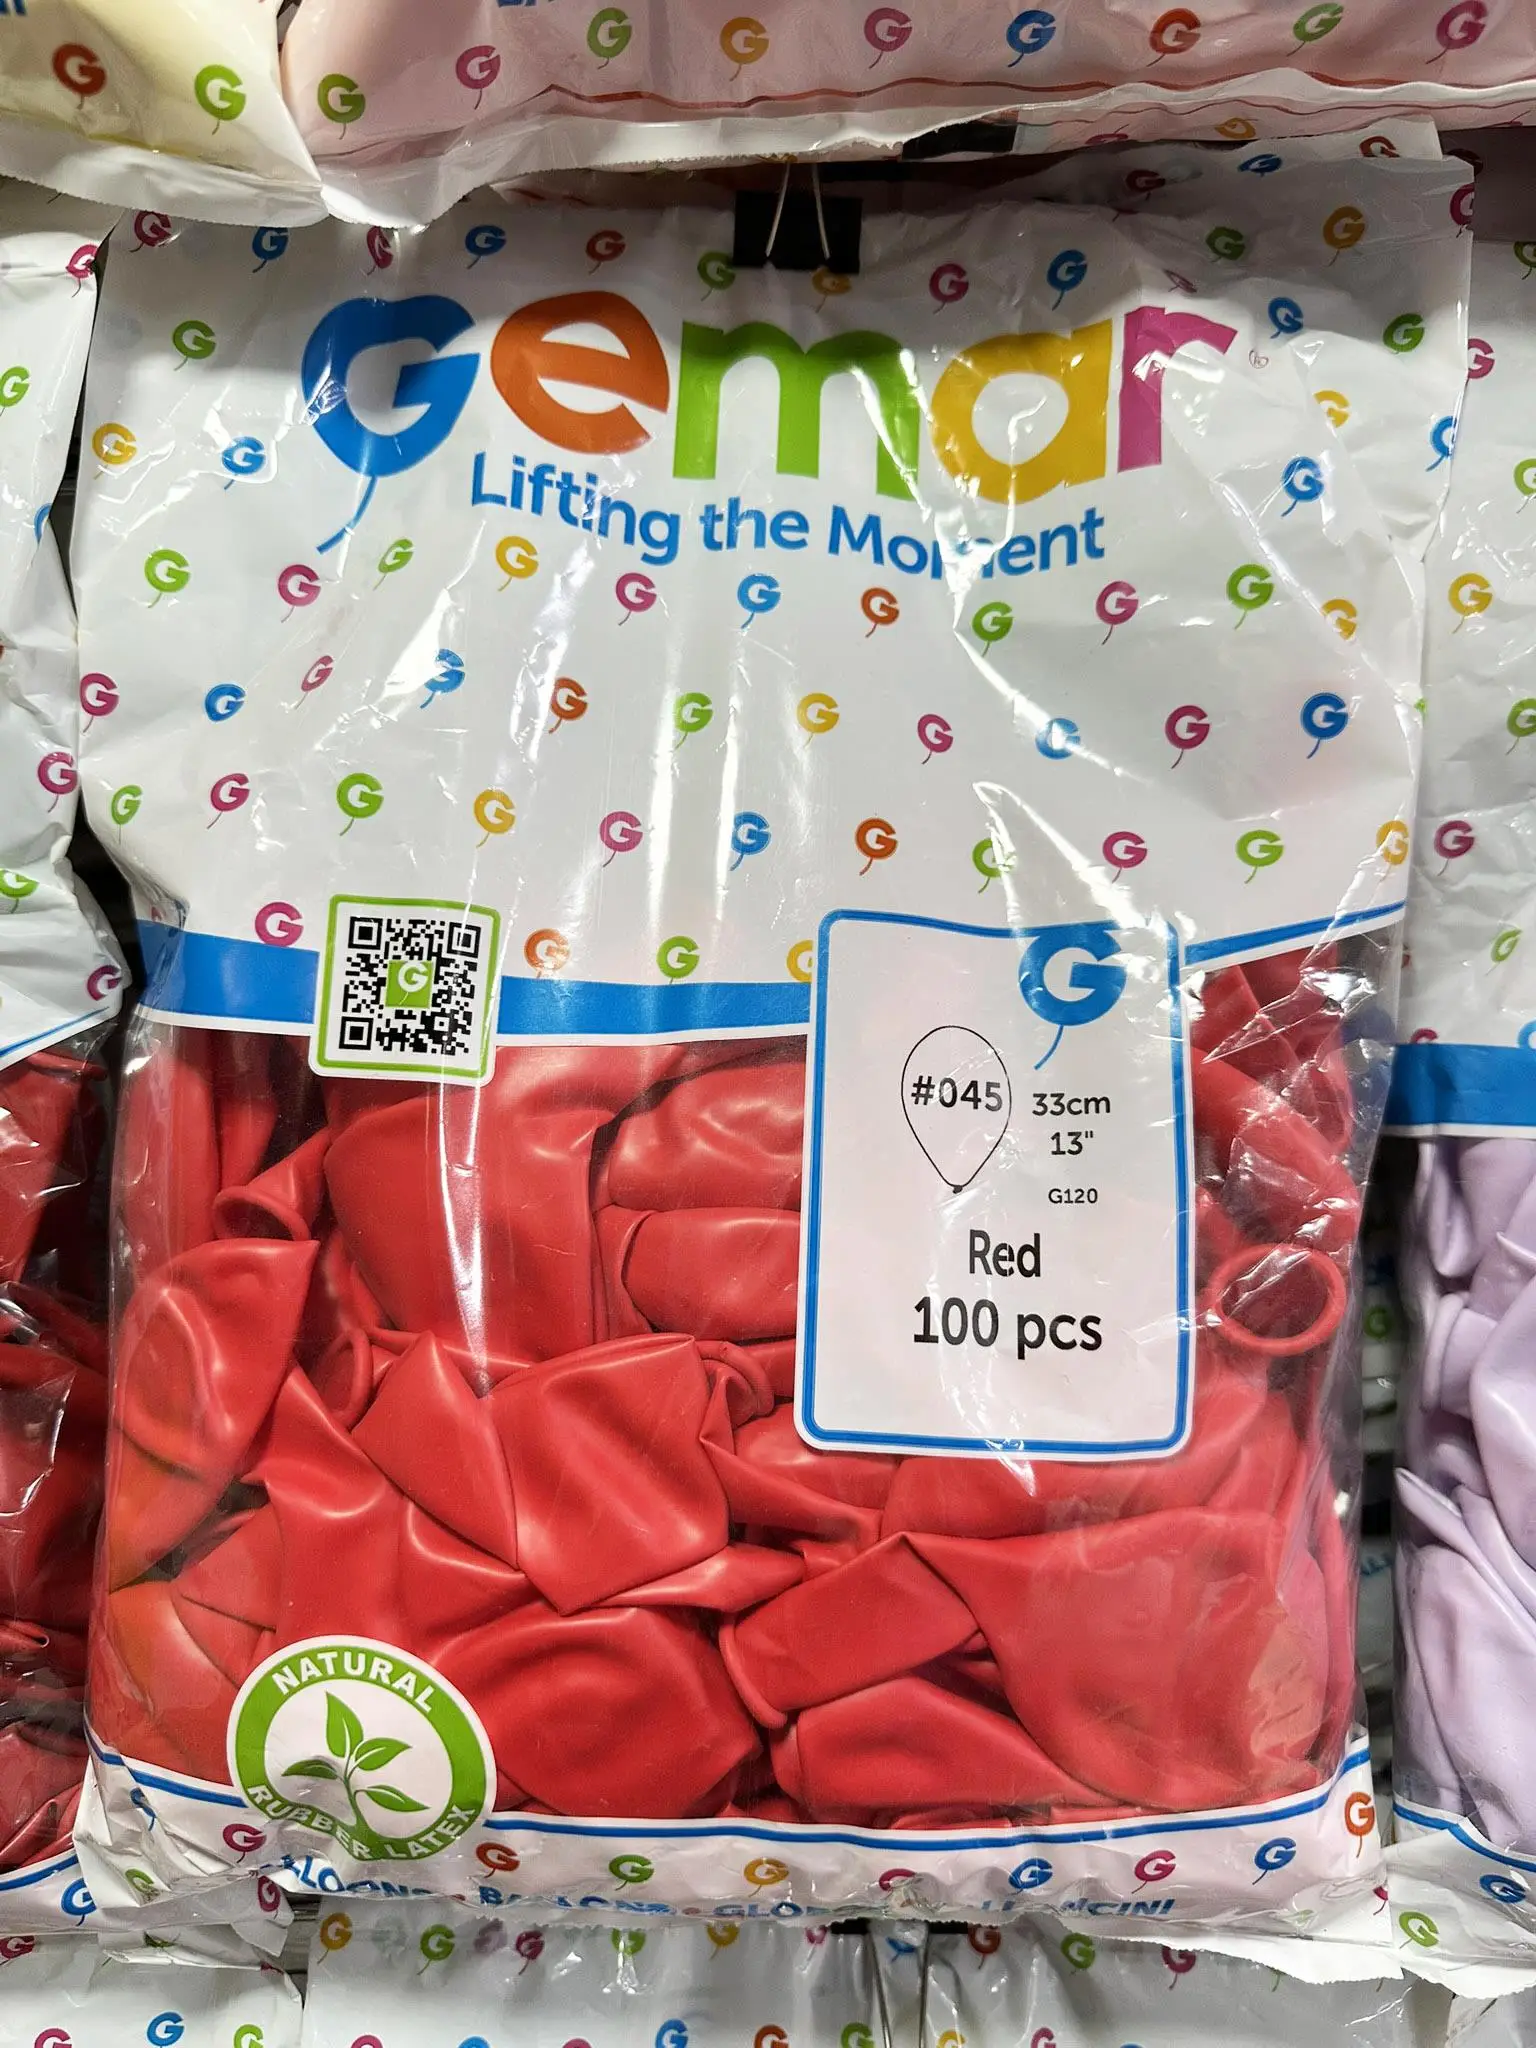 Gemar
Lifting the Moment
G
#045
33cm
13"
G120
Red
100 pcs
NATURAL
RUBBER LATEX